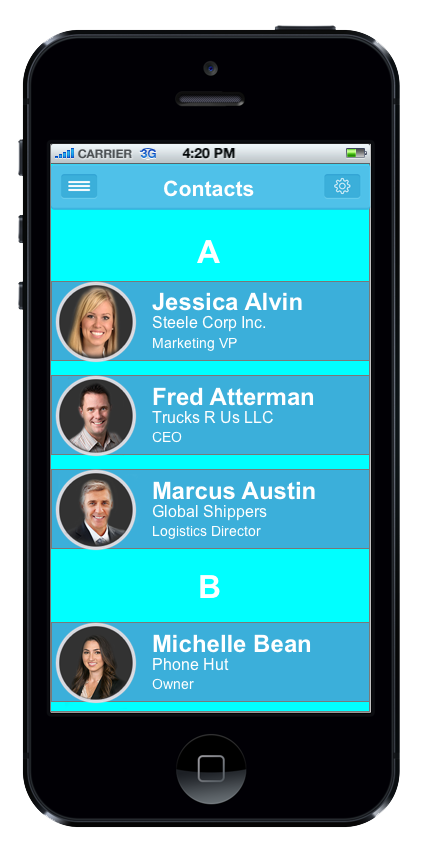 CARRIER 3G 4:20 PM
Contacts
A
Jessica Alvin
Steele Corp Inc.
Marketing VP
Fred Atterman
Trucks R Us LLC
CEO
Marcus Austin
Global Shippers
Logistics Director
B
Michelle Bean
Phone Hut
Owner